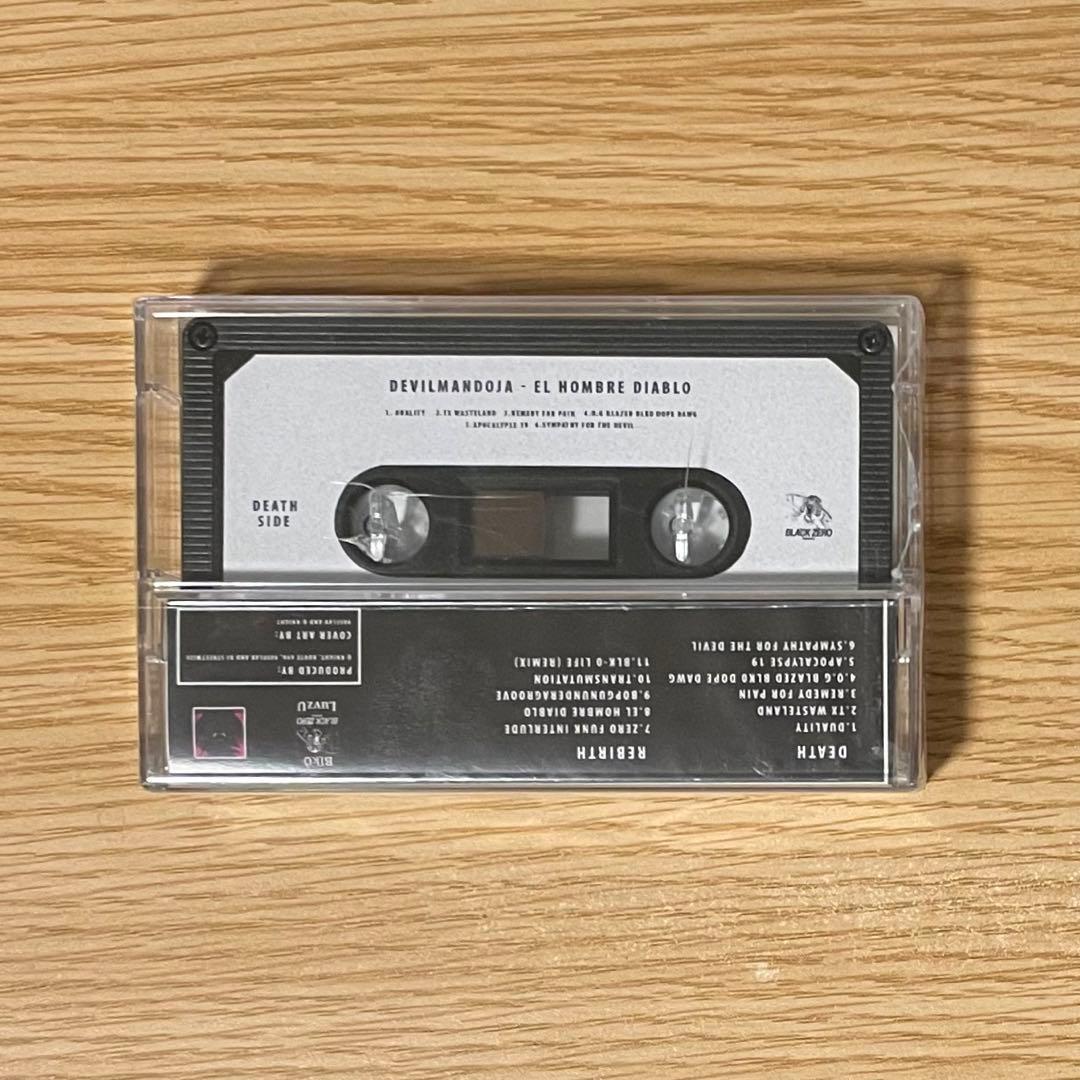 DEVILMANDOJA - EL HOMBRE DIABLO
1. DUALITY 2.TX WASTELAND 3.REMEDY FOR PAIN 4.O.G BLAZED BLKO DOPE DAWG
5.APOCALYPSE 19 6.SYMPATHY FOR THE DEVIL
DEATH
SIDE
BLACK ZERO
DEATH
1.DUALITY
2.TX WASTELAND
3.REMEDY FOR PAIN
4.O.G BLAZED BLKO DOPE DAWG
5.APOCALYPSE 19
6.SYMPATHY FOR THE DEVIL
REBIRTH
7.ZERO FUNK INTERLUDE
8.EL HOMBRE DIABLO
9.BOPGUNUNDERAGROOVE
10.TRANSMUTATION
11.BLK-O LIFE (REMIX)
BIKO
BLACK ZERO
LuvzU
PRODUCED BY:
COVER ART BY: